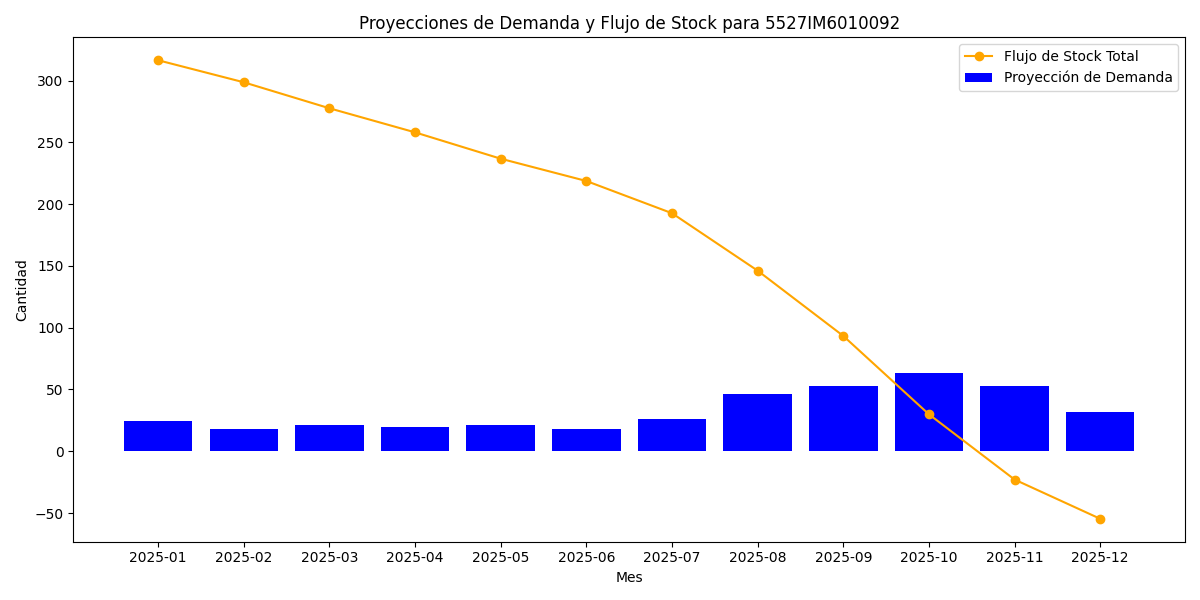 Proyecciones de Demanda y Flujo de Stock para 5527IM6010092
Flujo de Stock Total
Proyección de Demanda
Cantidad
300
250
200
150
100
50
0
−50
2025-01 2025-02 2025-03 2025-04 2025-05 2025-06 2025-07 2025-08 2025-09 2025-10 2025-11 2025-12
Mes